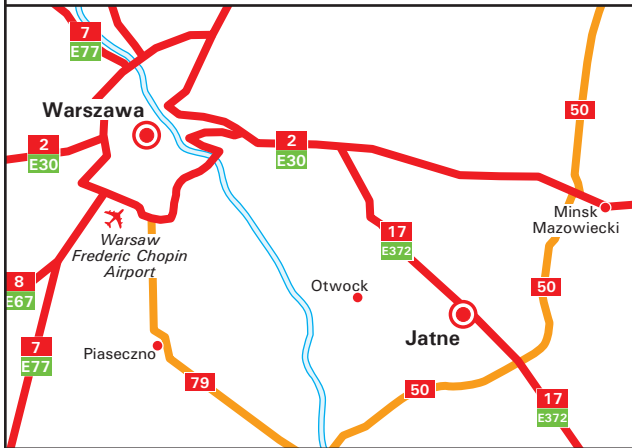 7
E77
50
Warszawa
2
E30
2
E30
Minsk
Mazowiecki
Warsaw
Frederic Chopin
Airport
17
E372
8
E67
Otwock
50
Jatne
7
E77
Piaseczno
79
50
17
E372